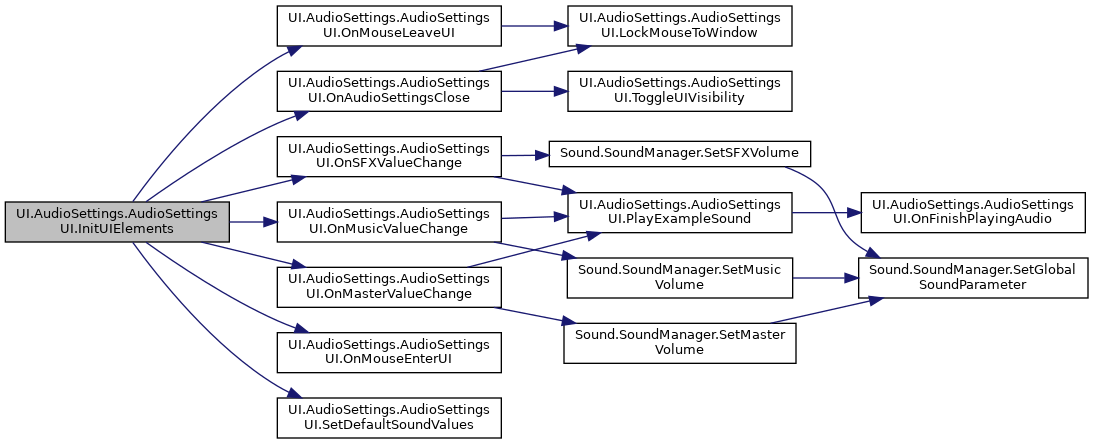 UI.AudioSettings.AudioSettings
UI.InitUIElements
UI.AudioSettings.AudioSettings
UI.OnMouseLeaveUI
UI.AudioSettings.AudioSettings
UI.LockMouseToWindow
UI.AudioSettings.AudioSettings
UI.OnAudioSettingsClose
UI.AudioSettings.AudioSettings
UI.ToggleUIVisibility
UI.AudioSettings.AudioSettings
UI.OnSFXValueChange
Sound.SoundManager.SetSFXVolume
UI.AudioSettings.AudioSettings
UI.OnMusicValueChange
UI.AudioSettings.AudioSettings
UI.PlayExampleSound
UI.AudioSettings.AudioSettings
UI.OnFinishPlayingAudio
UI.AudioSettings.AudioSettings
UI.OnMasterValueChange
Sound.SoundManager.SetMusic
Volume
Sound.SoundManager.SetGlobal
SoundParameter
Sound.SoundManager.SetMaster
Volume
UI.AudioSettings.AudioSettings
UI.OnMouseEnterUI
UI.AudioSettings.AudioSettings
UI.SetDefaultSoundValues